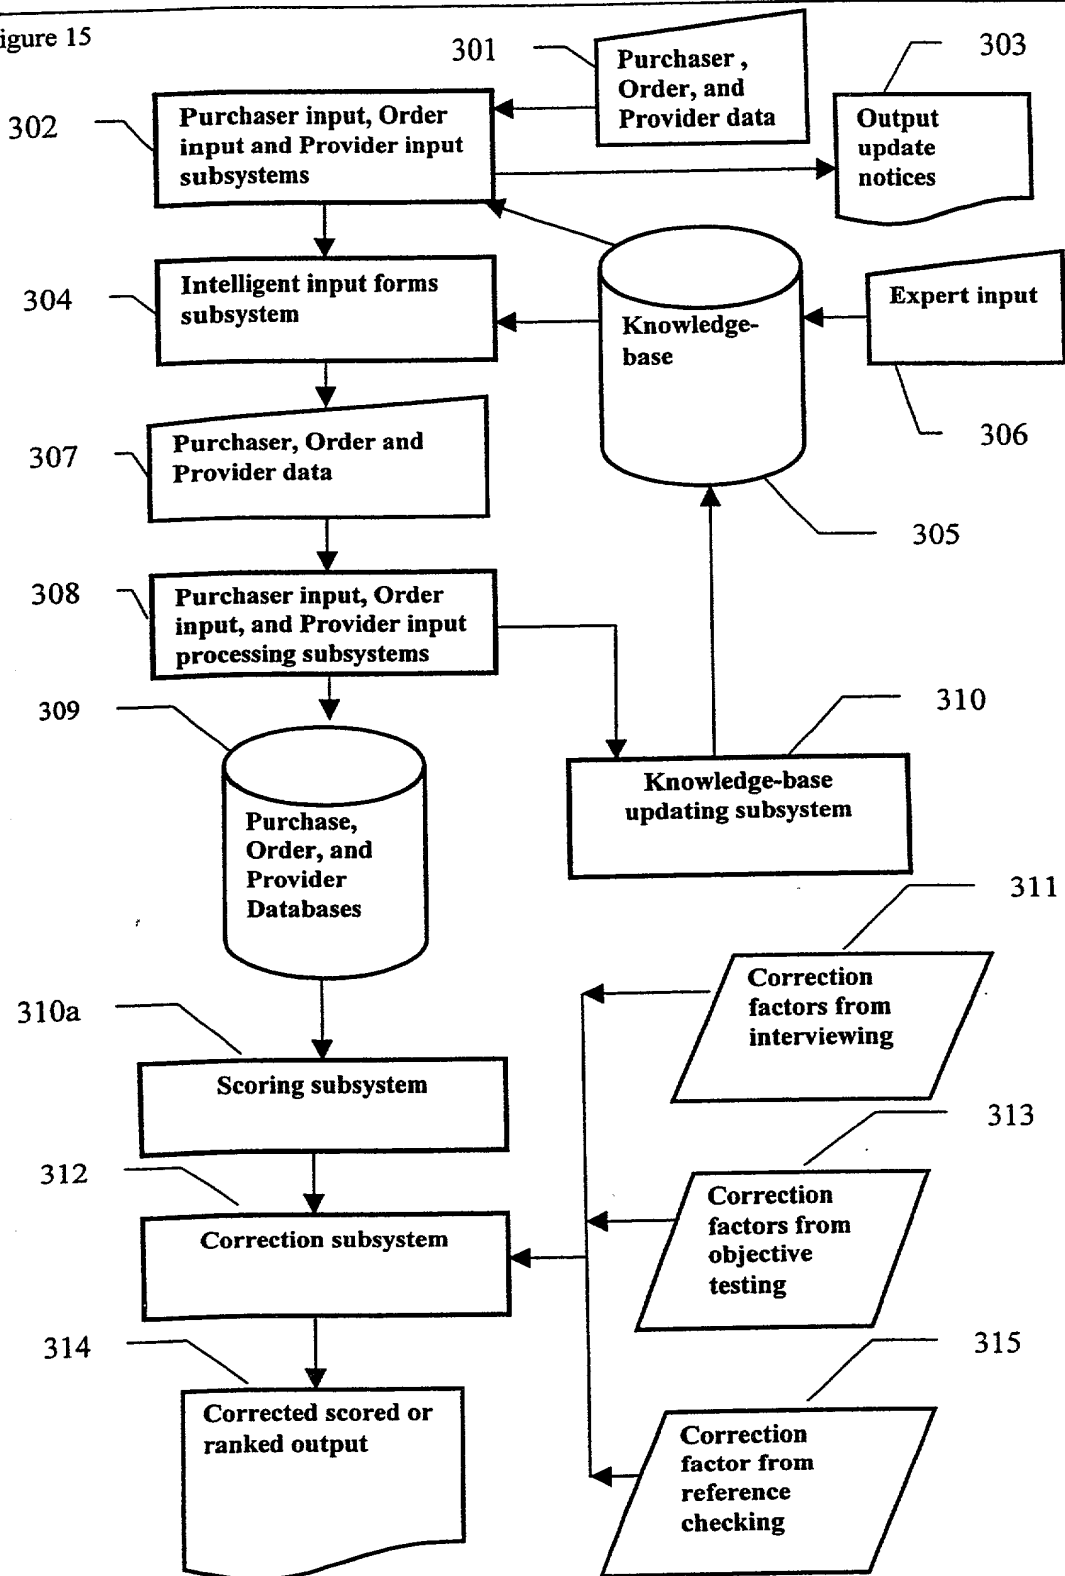 igure 15
301
Purchaser ,
Order, and
Provider data
303
Output
update
notices
302
Purchaser input, Order
input and Provider input
subsystems
304
Intelligent input forms
subsystem
Knowledge-
base
Expert input
306
305
307
Purchaser, Order and
Provider data
308
Purchaser input, Order
input, and Provider input
processing subsystems
309
Purchase,
Order, and
Provider
Databases
310
Knowledge-base
updating subsystem
311
Correction
factors from
interviewing
310a
Scoring subsystem
313
Correction
factors from
objective
testing
312
Correction subsystem
314
Corrected scored or
ranked output
315
Correction
factor from
reference
checking